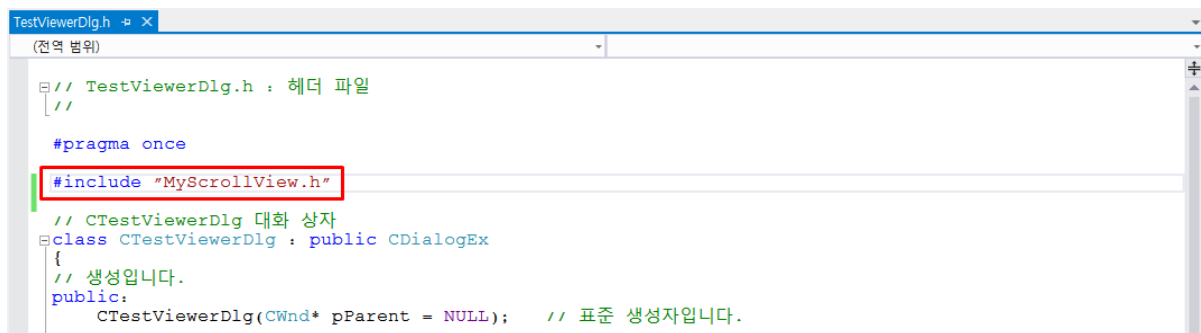 TestViewerDlg.h
(전역 범위)
// TestViewerDlg.h : 헤더 파일
//
#pragma once
#include "MyScrollView.h"
// CTestViewerDlg 대화 상자
class CTestViewerDlg : public CDialogEx
{
// 생성입니다.
public:
CTestViewerDlg(CWnd* pParent = NULL); // 표준 생성자입니다.